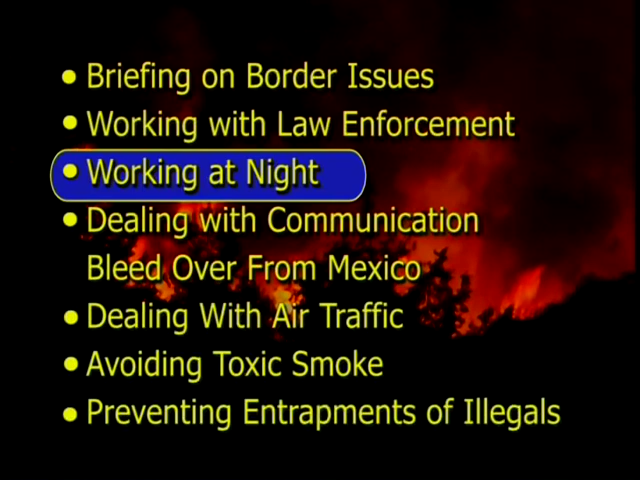 • Briefing on Border Issues
• Working with Law Enforcement
• Working at Night
• Dealing with Communication
Bleed Over From Mexico
• Dealing With Air Traffic
• Avoiding Toxic Smoke
• Preventing Entrapments of Illegals